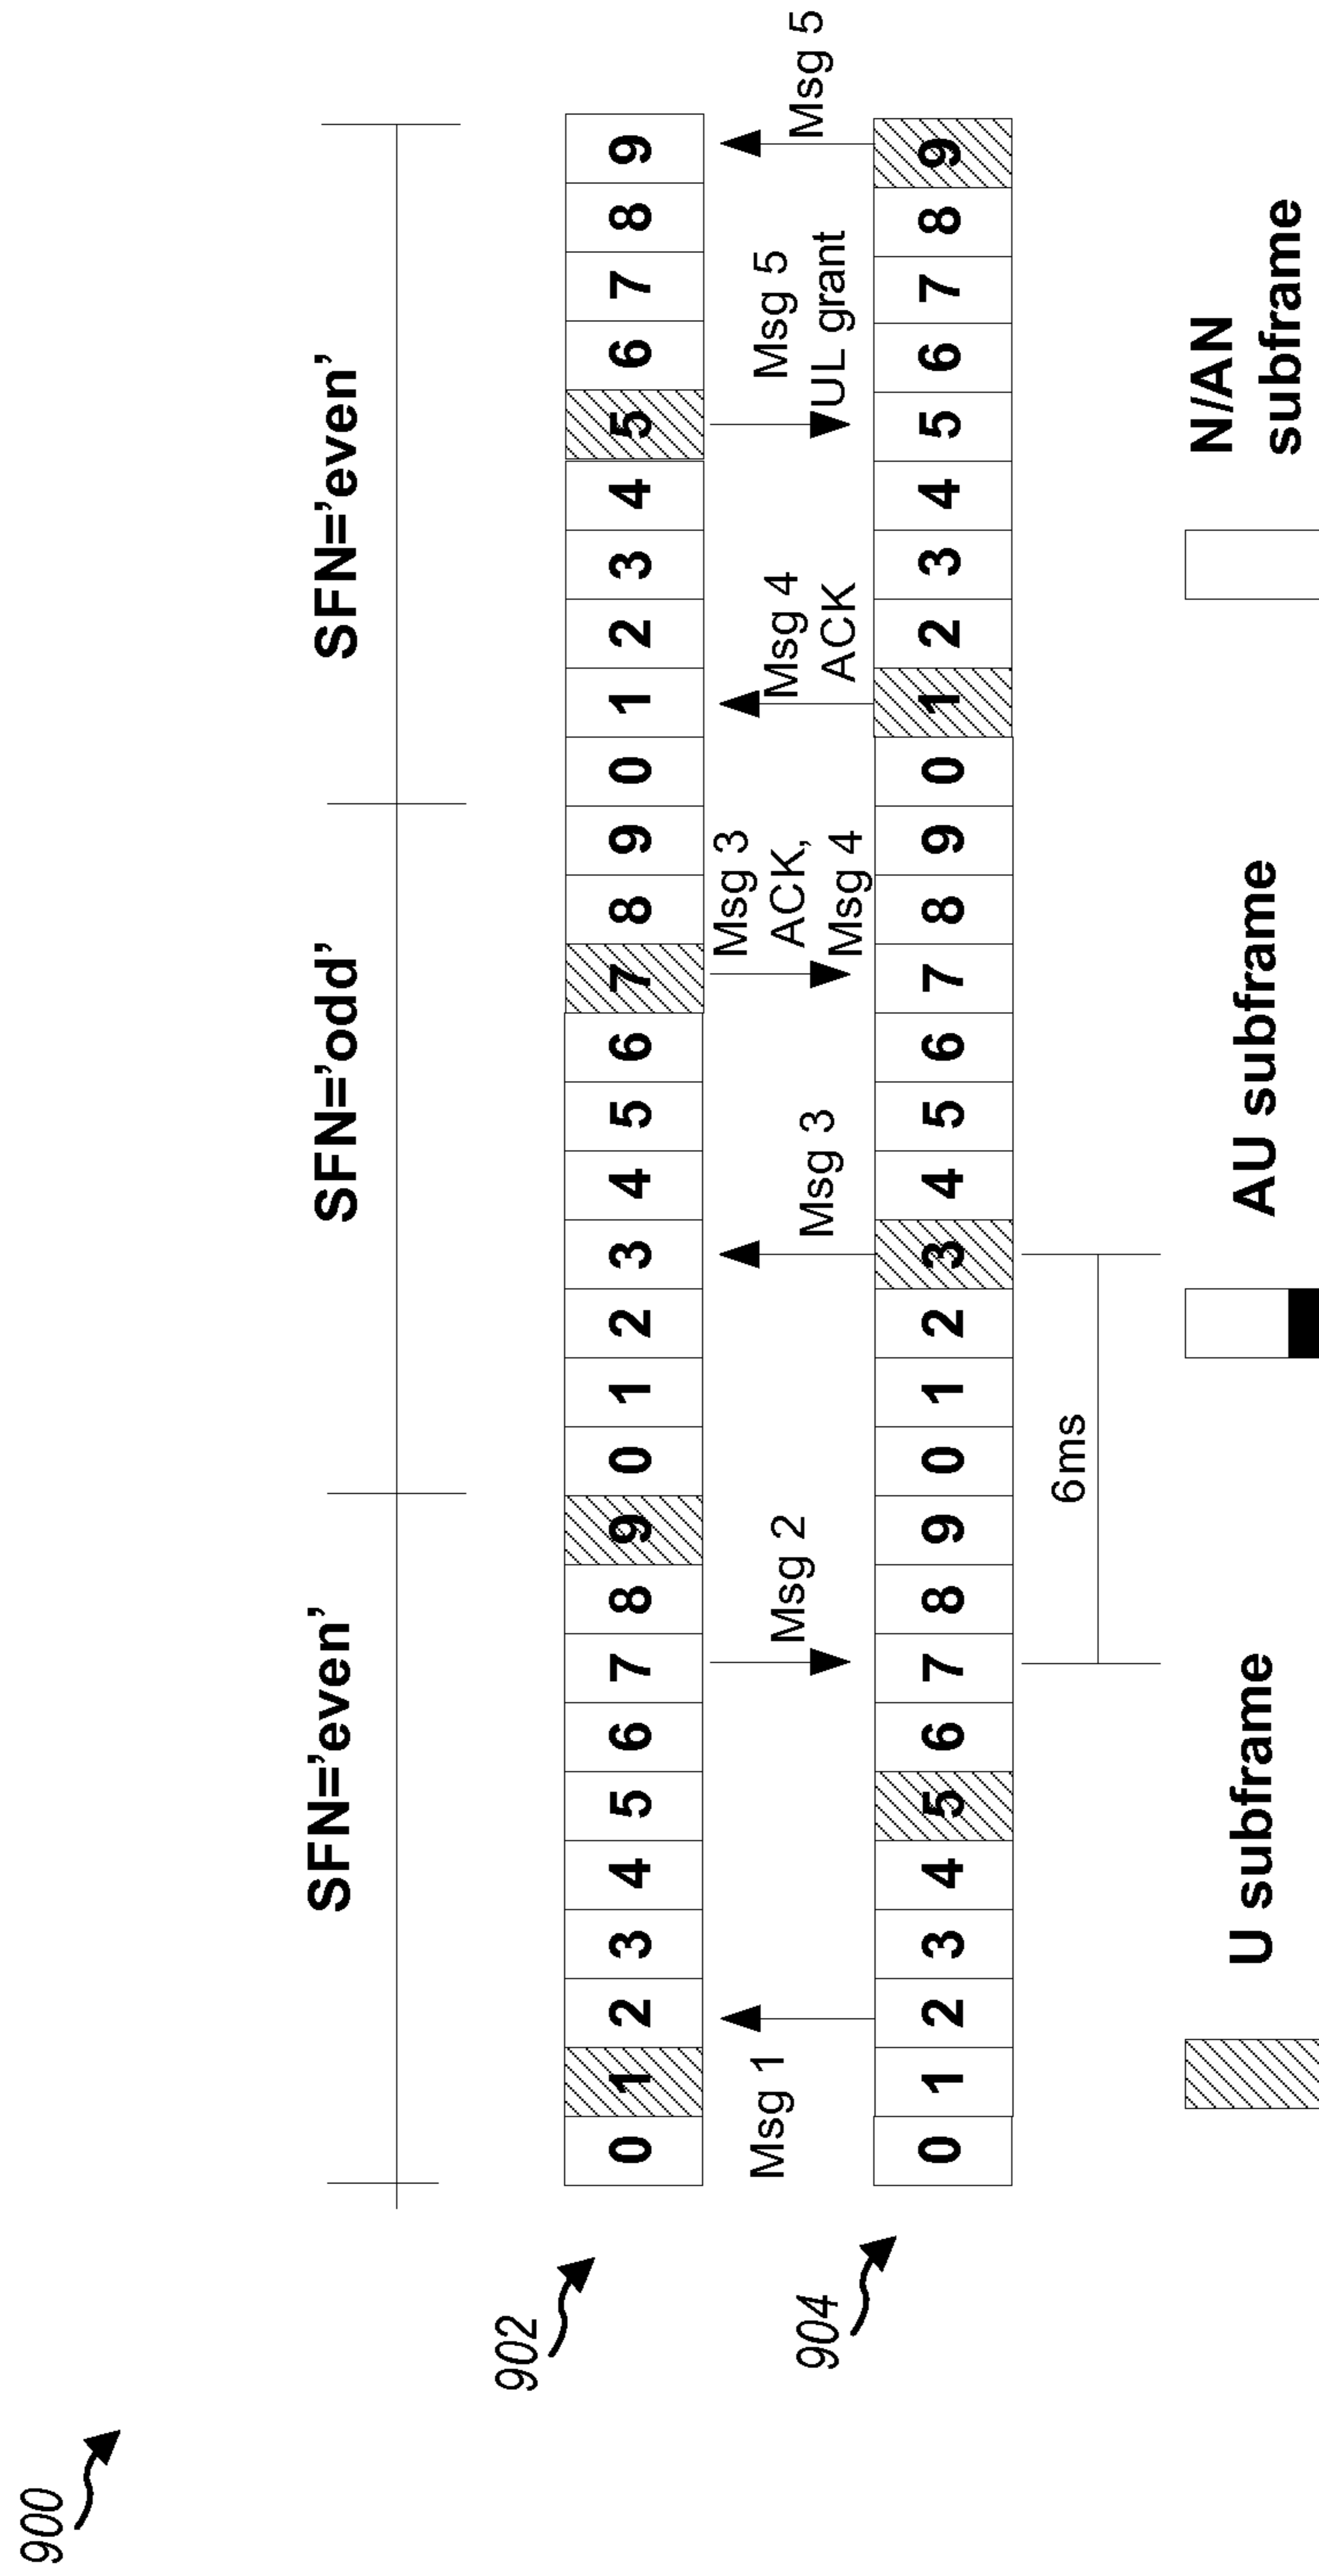 900
SFN='even'
SFN='odd'
SFN='even'
902
0 1 2 3 4 5 6 7 8 9 0 1 2 3 4 5 6 7 8 9 0 1 2 3 4 5 6 7 8 9
Msg 1
Msg 2
Msg 3
Msg 3
ACK,
Msg 4
Msg 4
ACK
Msg 5
UL grant
Msg 5
904
0 1 2 3 4 5 6 7 8 9 0 1 2 3 4 5 6 7 8 9 0 1 2 3 4 5 6 7 8 9
6ms
U subframe
AU subframe
N/AN
subframe